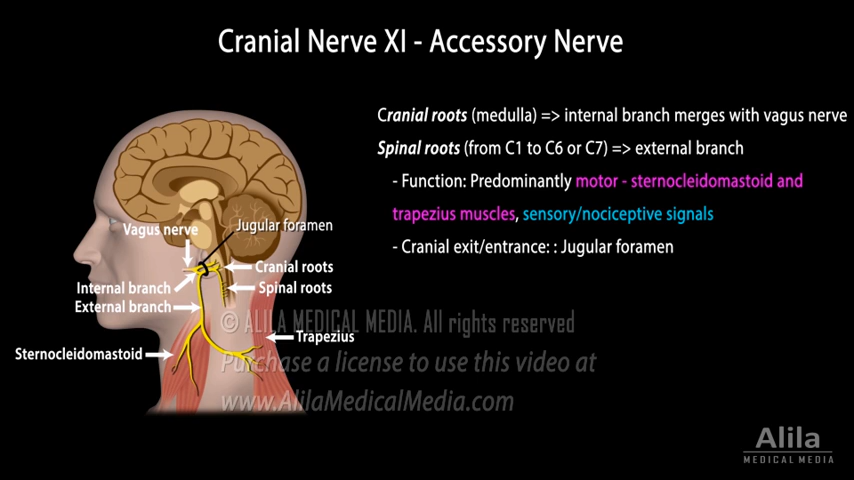 Cranial Nerve XI - Accessory Nerve
Cranial roots (medulla) => internal branch merges with vagus nerve
Spinal roots (from C1 to C6 or C7) => external branch
- Function: Predominantly motor - sternocleidomastoid and
trapezius muscles, sensory/nociceptive signals
- Cranial exit/entrance: : Jugular foramen
Jugular foramen
Vagus nerve
Cranial roots
Internal branch
Spinal roots
External branch
Trapezius
Sternocleidomastoid
© ALILA MEDICAL MEDIA. All rights reserved
Purchase a license to use this video at
www.AlilaMedicalMedia.com
Alila
MEDICAL MEDIA